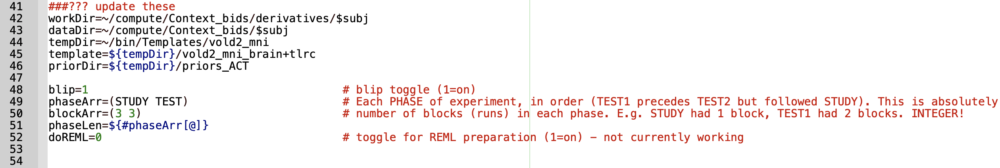 41 ###??? update these
42 workDir=~/compute/Context_bids/derivatives/$subj
43 dataDir=~/compute/Context_bids/$subj
44 tempDir=~/bin/Templates/vold2_mni
45 template=${tempDir}/vold2_mni_brain+tlrc
46 priorDir=${tempDir}/priors_ACT
47
48 blip=1 # blip toggle (1=on)
49 phaseArr=(STUDY TEST) # Each PHASE of experiment, in order (TEST1 precedes TEST2 but followed STUDY). This is absolutely
50 blockArr=(3 3) # number of blocks (runs) in each phase. E.g. STUDY had 1 block, TEST1 had 2 blocks. INTEGER!
51 phaseLen=${#phaseArr[@]}
52 doREML=0 # toggle for REML preparation (1=on) – not currently working
53
54